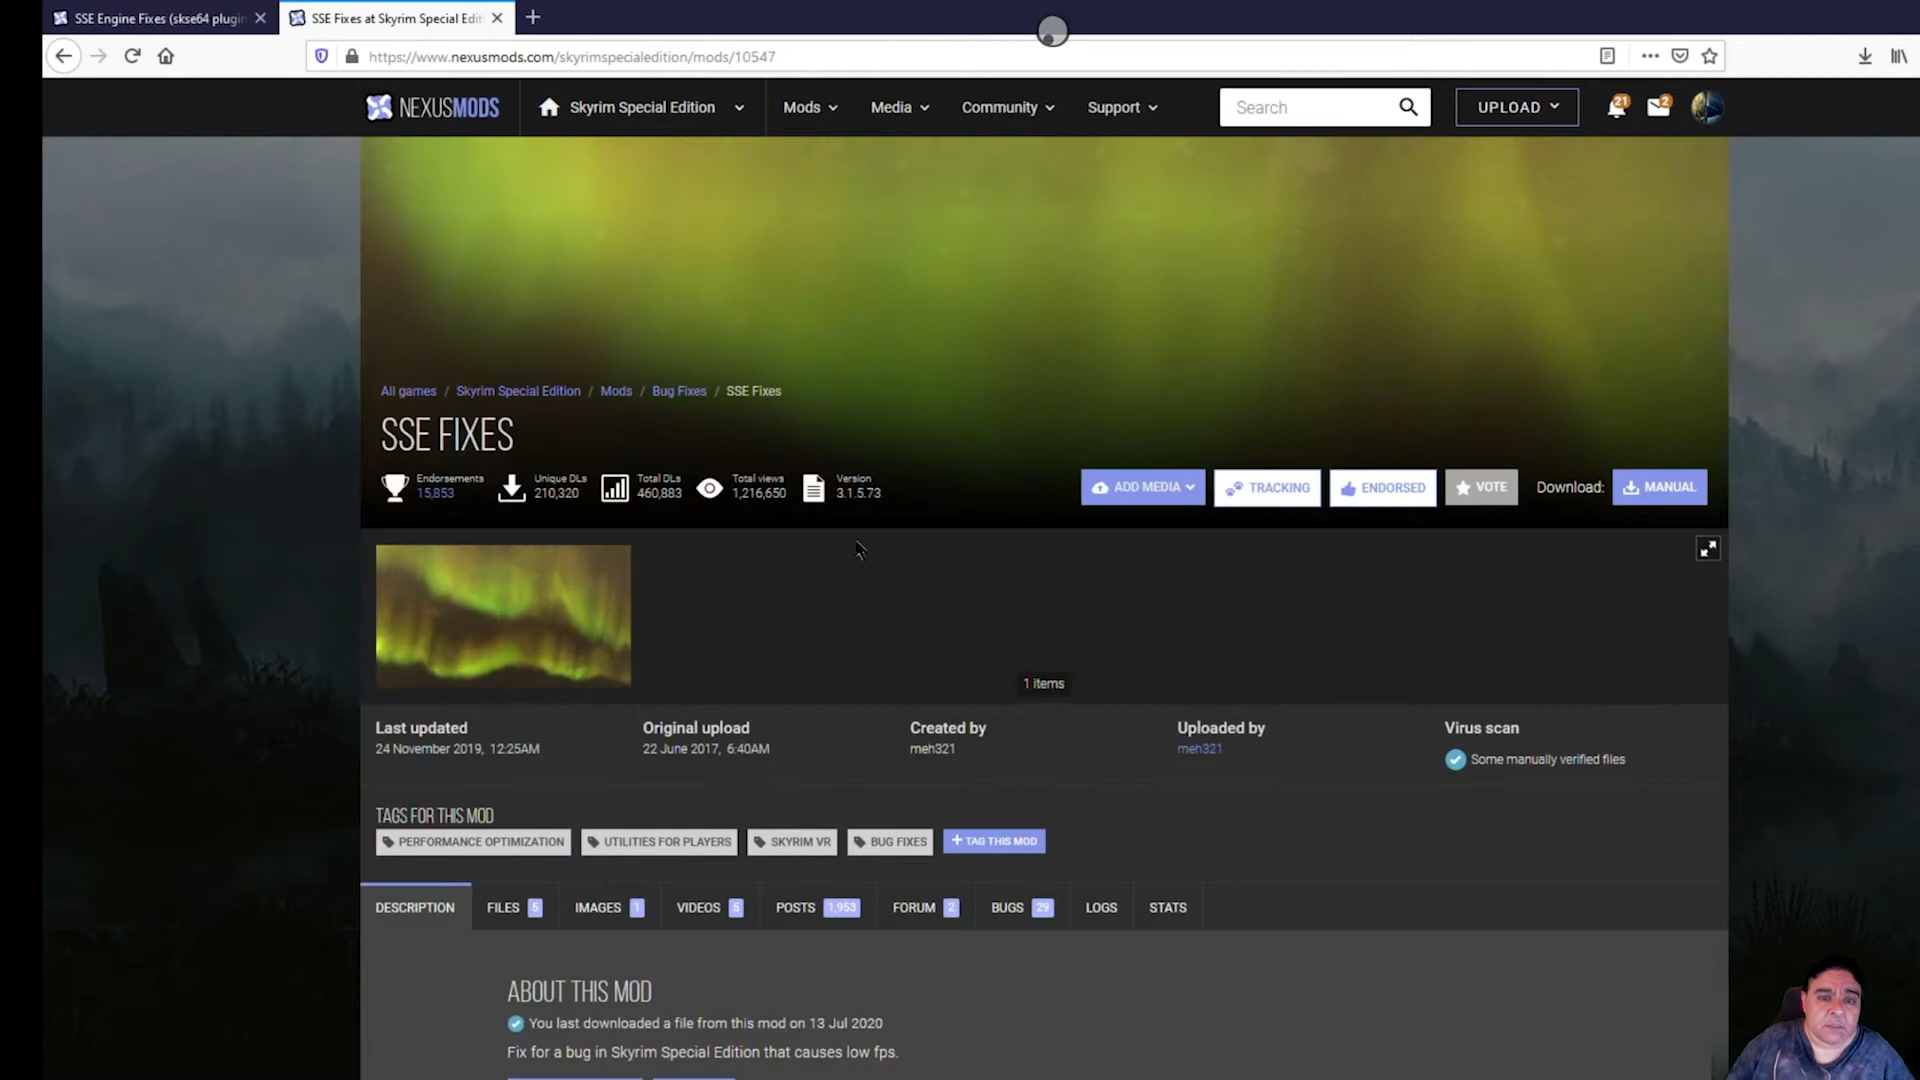 SSE Engine Fixes (skse64 plugin
SSE Fixes at Skyrim Special Edit
https://www.nexusmods.com/skyrimspecialedition/mods/10547
NEXUSMODS
Skyrim Special Edition
Mods
Media
Community
Support
Search
UPLOAD
21
2
All games / Skyrim Special Edition / Mods / Bug Fixes / SSE Fixes
SSE FIXES
Endorsements
15,853
Unique DLs
210,320
Total DLs
460,883
Total views
1,216,650
Version
3.1.5.73
ADD MEDIA
TRACKING
ENDORSED
VOTE
Download:
MANUAL
1 items
Last updated
24 November 2019, 12:25AM
Original upload
22 June 2017, 6:40AM
Created by
meh321
Uploaded by
meh321
Virus scan
Some manually verified files
TAGS FOR THIS MOD
PERFORMANCE OPTIMIZATION
UTILITIES FOR PLAYERS
SKYRIM VR
BUG FIXES
+ TAG THIS MOD
DESCRIPTION
FILES 5
IMAGES 1
VIDEOS 5
POSTS 1,953
FORUM 2
BUGS 29
LOGS
STATS
ABOUT THIS MOD
You last downloaded a file from this mod on 13 Jul 2020
Fix for a bug in Skyrim Special Edition that causes low fps.